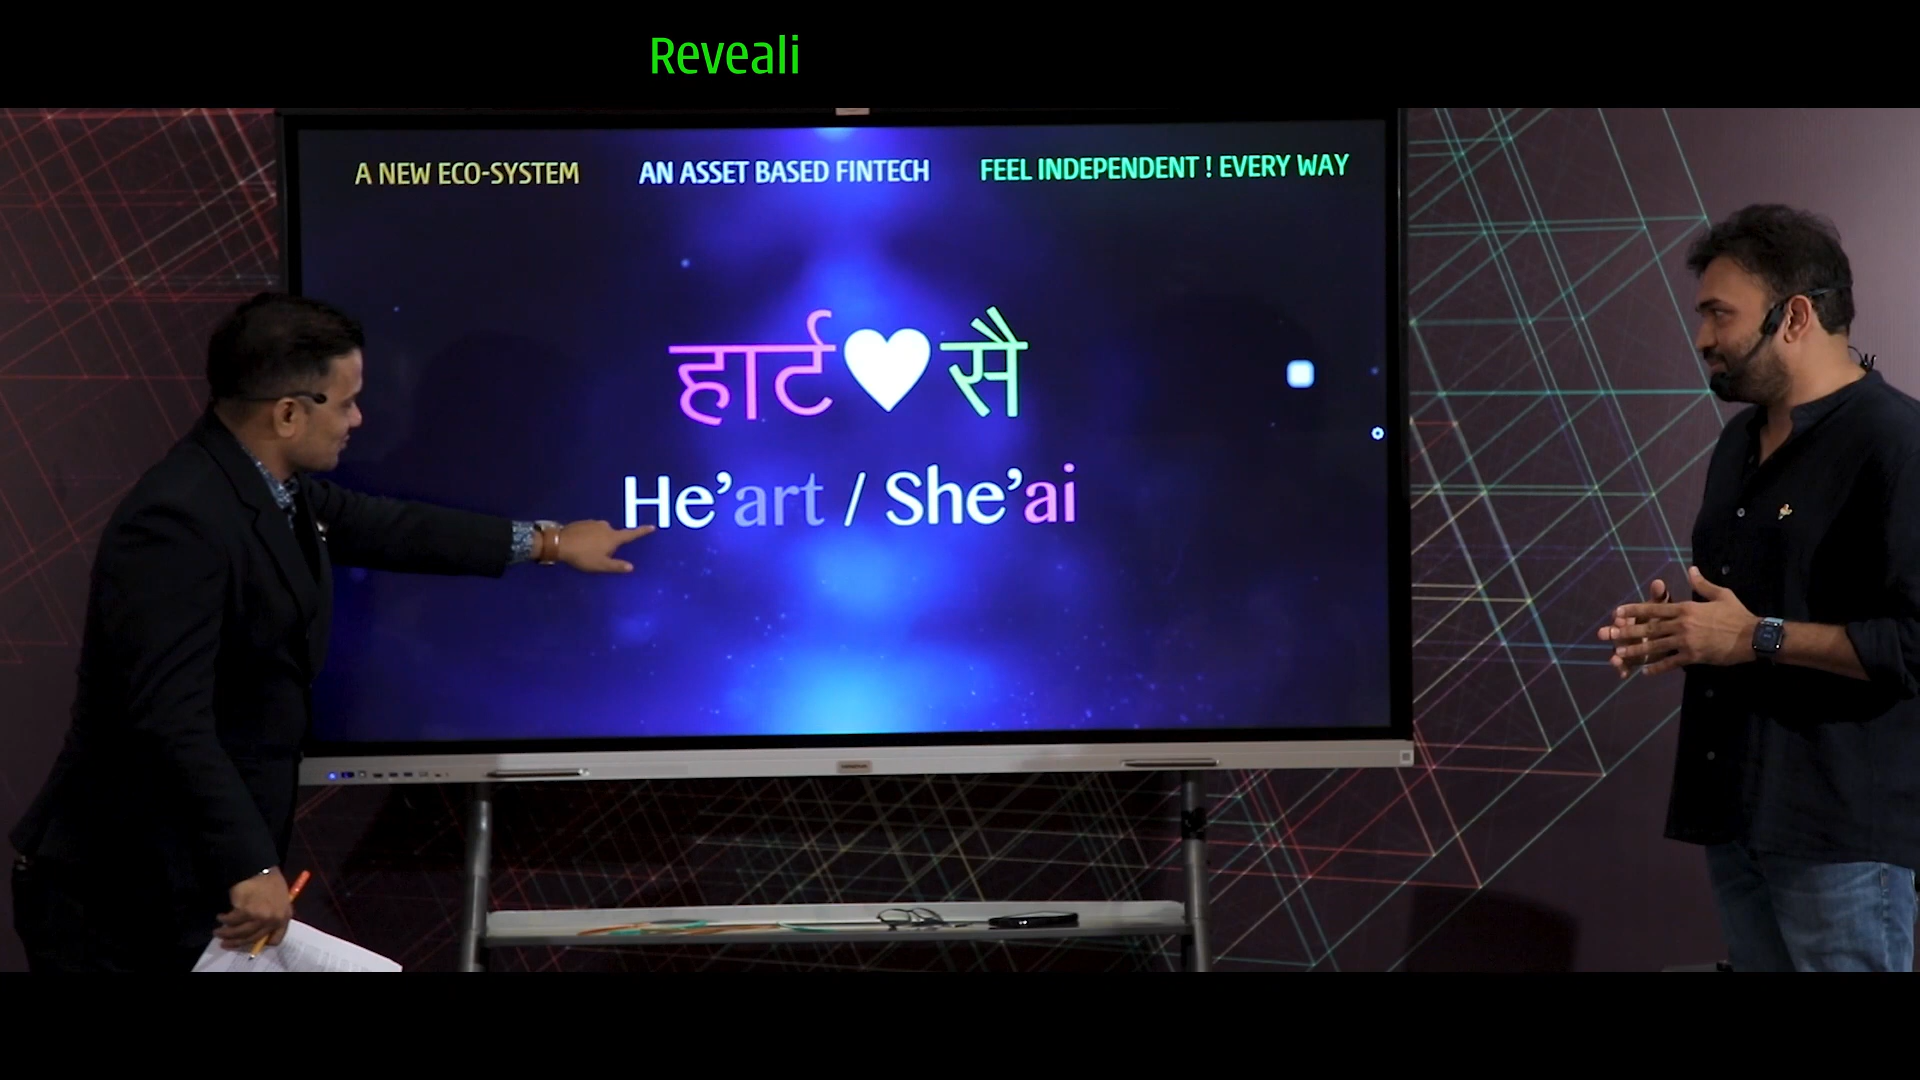 Reveali
A NEW ECO-SYSTEM AN ASSET BASED FINTECH FEEL INDEPENDENT ! EVERY WAY
हार्ट सै
He’art / She’ai